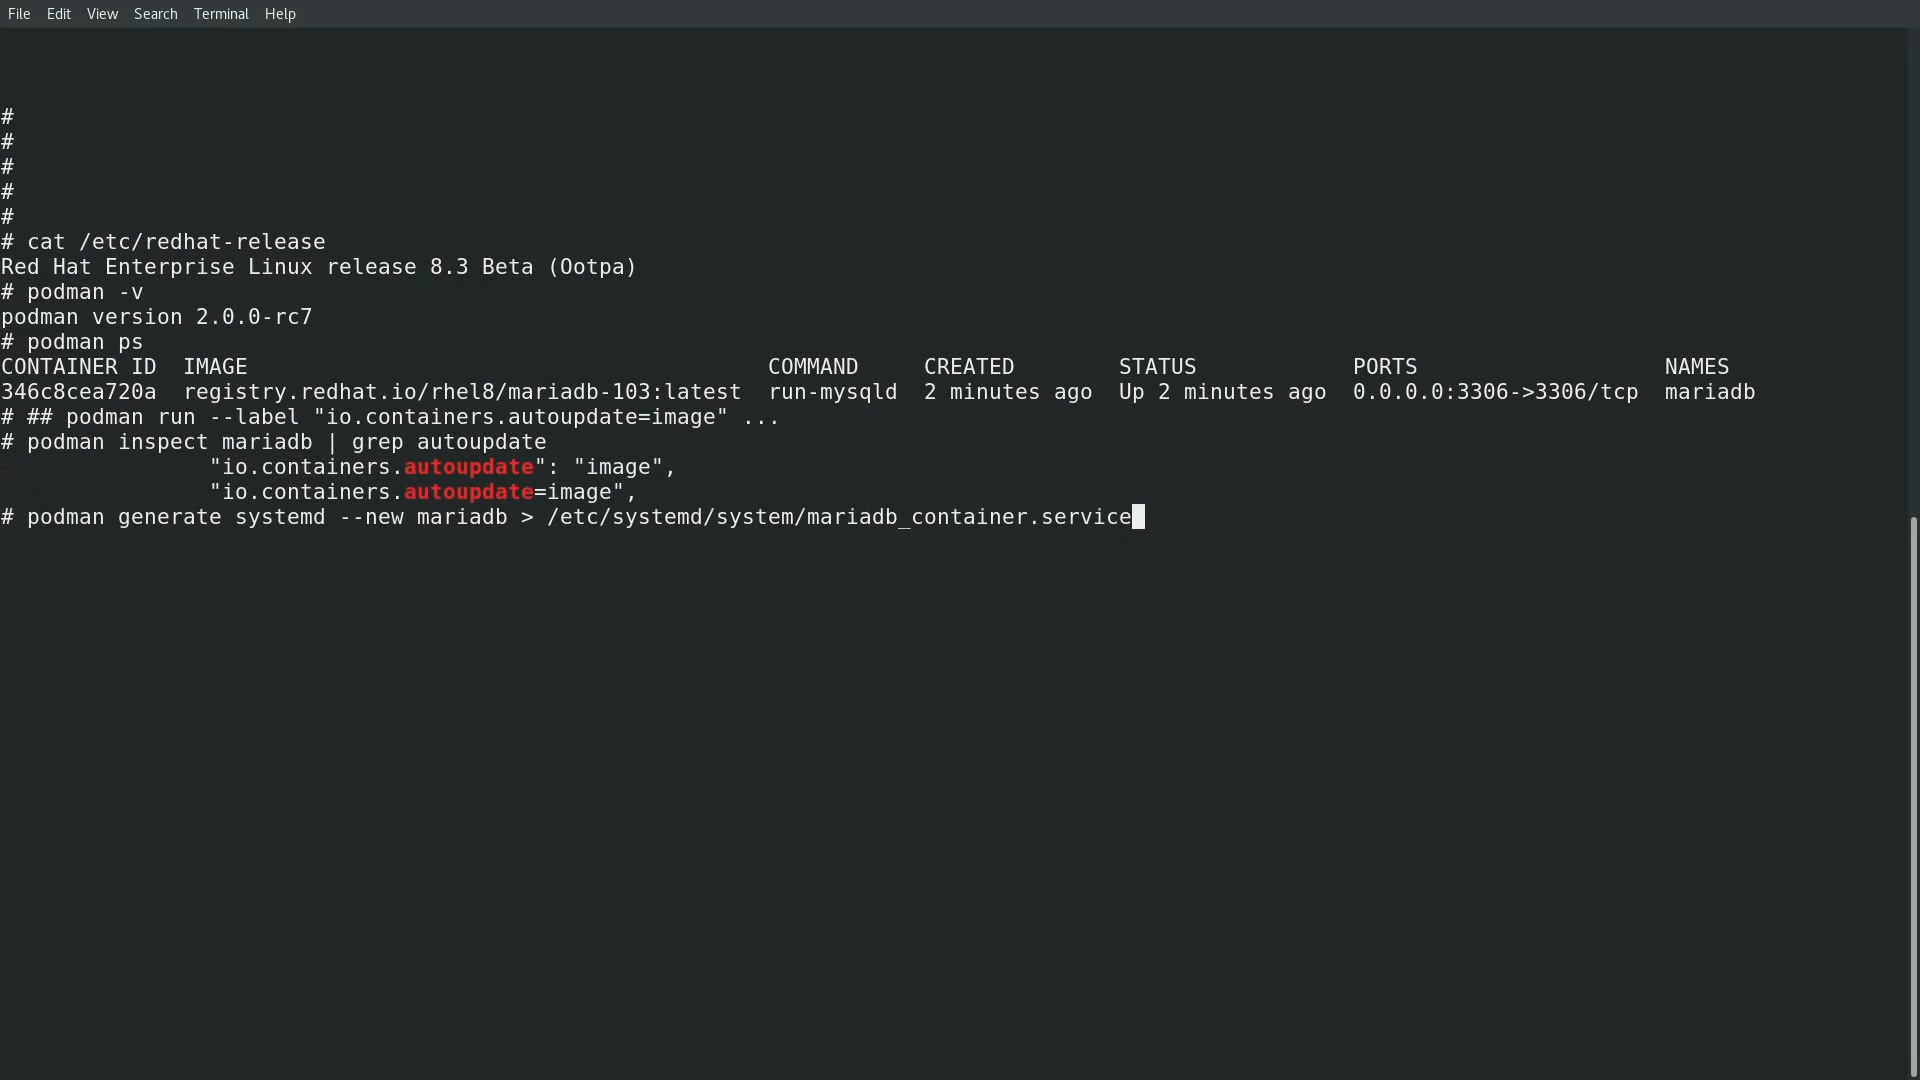 File Edit View Search Terminal Help
#
#
#
#
#
# cat /etc/redhat-release
Red Hat Enterprise Linux release 8.3 Beta (Ootpa)
# podman -v
podman version 2.0.0-rc7
# podman ps
CONTAINER ID  IMAGE                                        COMMAND     CREATED        STATUS            PORTS                   NAMES
346c8cea720a  registry.redhat.io/rhel8/mariadb-103:latest  run-mysqld  2 minutes ago  Up 2 minutes ago  0.0.0.0:3306->3306/tcp  mariadb
# ## podman run --label "io.containers.autoupdate=image" ...
# podman inspect mariadb | grep autoupdate
                "io.containers.autoupdate": "image",
                "io.containers.autoupdate=image",
# podman generate systemd --new mariadb > /etc/systemd/system/mariadb_container.service